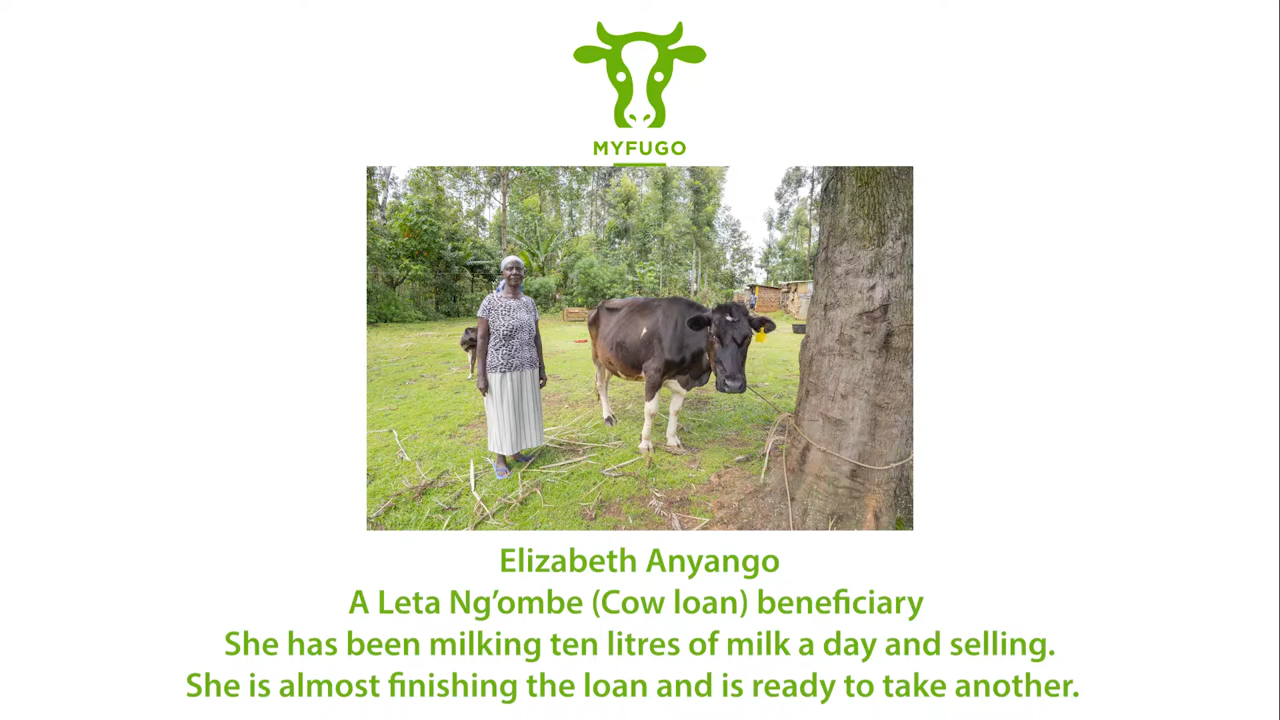 MYFUGO
Elizabeth Anyango
A Leta Ng’ombe (Cow loan) beneficiary
She has been milking ten litres of milk a day and selling.
She is almost finishing the loan and is ready to take another.